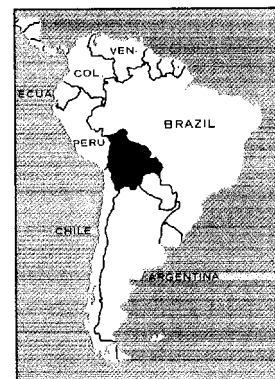 VEN.
COL.
ECUA.
BRAZIL
PERU
CHILE
ARGENTINA